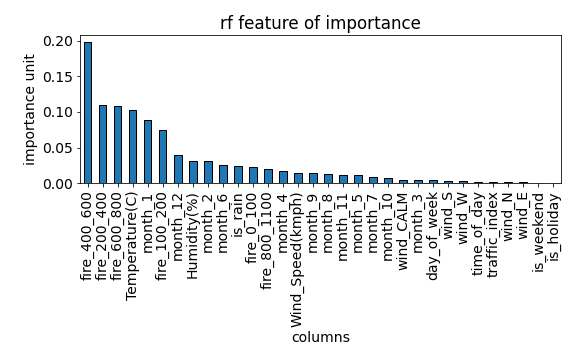 rf feature of importance
importance unit
0.20
0.15
0.10
0.05
0.00
fire_400_600
fire_200_400
fire_600_800
Temperature(C)
month_1
fire_100_200
month_12
Humidity(%)
month_2
month_6
is_rain
fire_0_100
fire_800_1100
month_4
Wind_Speed(kmph)
month_9
month_8
month_11
month_5
month_7
month_10
wind_CALM
month_3
day_of_week
wind_S
wind_W
time_of_day
traffic_index
wind_N
wind_E
is_weekend
is_holiday
columns